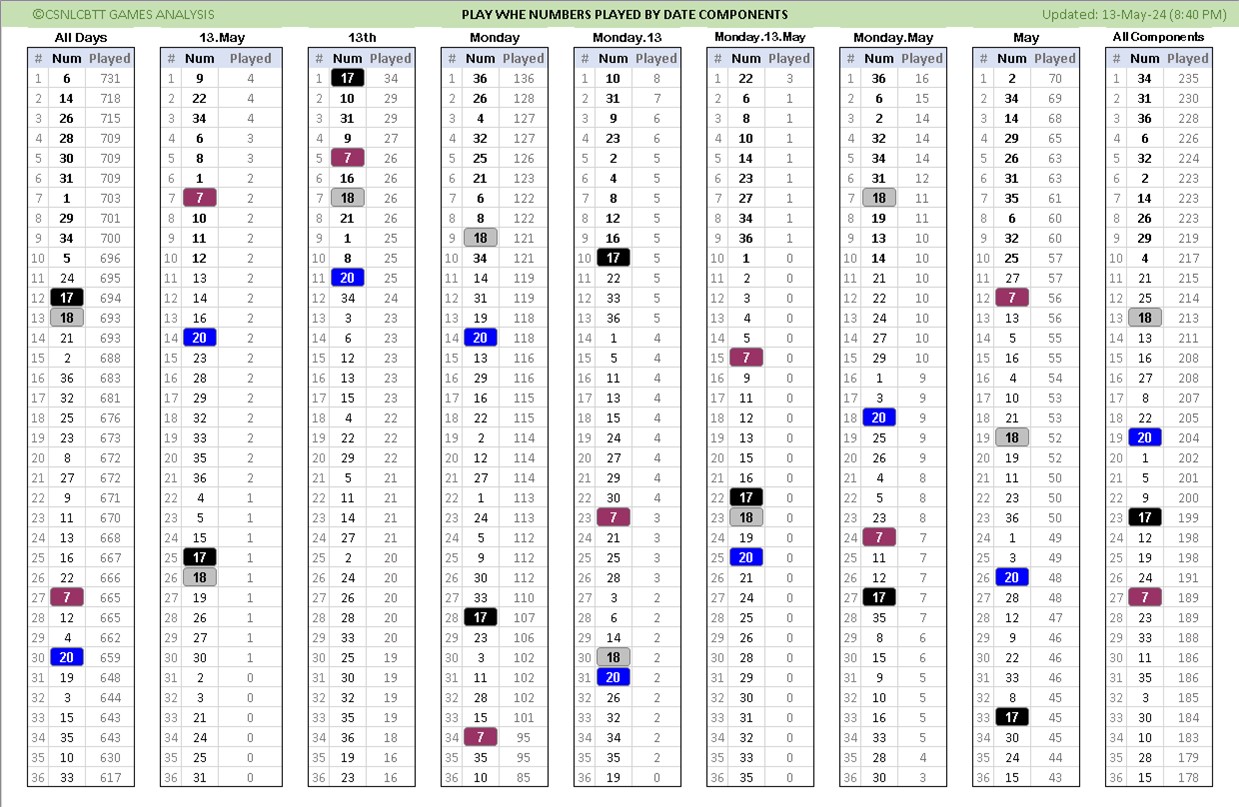 ©CSNLCBTT GAMES ANALYSIS PLAY WHE NUMBERS PLAYED BY DATE COMPONENTS Updated: 13-May-24 (8:40 PM)
All Days 13.May 13th Monday Monday.13 Monday.13.May Monday.May May All Components
# Num Played # Num Played # Num Played # Num Played # Num Played # Num Played # Num Played # Num Played # Num Played
1 6 731 1 9 4 1 17 34 1 36 136 1 10 8 1 22 3 1 36 16 1 2 70 1 34 235
2 14 718 2 22 4 2 10 29 2 26 128 2 31 7 2 6 1 2 6 15 2 34 69 2 31 230
3 26 715 3 34 4 3 31 29 3 4 127 3 9 6 3 8 1 3 2 14 3 14 68 3 36 228
4 28 709 4 6 3 4 9 27 4 32 127 4 23 6 4 10 1 4 32 14 4 29 65 4 6 226
5 30 709 5 8 3 5 7 26 5 25 126 5 2 5 5 14 1 5 34 14 5 26 63 5 32 224
6 31 709 6 1 2 6 16 26 6 21 123 6 4 5 6 23 1 6 31 12 6 31 63 6 2 223
7 1 703 7 7 2 7 18 26 7 6 122 7 8 5 7 27 1 7 18 11 7 35 61 7 14 223
8 29 701 8 10 2 8 21 26 8 8 122 8 12 5 8 34 1 8 19 11 8 6 60 8 26 223
9 34 700 9 11 2 9 1 25 9 18 121 9 16 5 9 36 1 9 13 10 9 32 60 9 29 219
10 5 696 10 12 2 10 8 25 10 34 121 10 17 5 10 1 0 10 14 10 10 25 57 10 4 217
11 24 695 11 13 2 11 20 25 11 14 119 11 22 5 11 2 0 11 21 10 11 27 57 11 21 215
12 17 694 12 14 2 12 34 24 12 31 119 12 33 5 12 3 0 12 22 10 12 7 56 12 25 214
13 18 693 13 16 2 13 3 23 13 19 118 13 36 5 13 4 0 13 24 10 13 13 56 13 18 213
14 21 693 14 20 2 14 6 23 14 20 118 14 1 4 14 5 0 14 27 10 14 5 55 14 13 211
15 2 688 15 23 2 15 12 23 15 13 116 15 5 4 15 7 0 15 29 10 15 16 55 15 16 208
16 36 683 16 28 2 16 13 23 16 29 116 16 11 4 16 9 0 16 1 9 16 4 54 16 27 208
17 32 681 17 29 2 17 15 23 17 16 115 17 13 4 17 11 0 17 3 9 17 10 53 17 8 207
18 25 676 18 32 2 18 4 22 18 22 115 18 15 4 18 12 0 18 20 9 18 21 53 18 22 205
19 23 673 19 33 2 19 22 22 19 2 114 19 24 4 19 13 0 19 25 9 19 18 52 19 20 204
20 8 672 20 35 2 20 29 22 20 12 114 20 27 4 20 15 0 20 26 9 20 19 52 20 1 202
21 27 672 21 36 2 21 5 21 21 27 114 21 29 4 21 16 0 21 4 8 21 11 50 21 5 201
22 9 671 22 4 1 22 11 21 22 1 113 22 30 4 22 17 0 22 5 8 22 23 50 22 9 200
23 11 670 23 5 1 23 14 21 23 24 113 23 7 3 23 18 0 23 23 8 23 36 50 23 17 199
24 13 668 24 15 1 24 27 21 24 5 112 24 21 3 24 19 0 24 7 7 24 1 49 24 12 198
25 16 667 25 17 1 25 2 20 25 9 112 25 25 3 25 20 0 25 11 7 25 3 49 25 19 198
26 22 666 26 18 1 26 24 20 26 30 112 26 28 3 26 21 0 26 12 7 26 20 48 26 24 191
27 7 665 27 19 1 27 26 20 27 33 110 27 3 2 27 24 0 27 17 7 27 28 48 27 7 189
28 12 665 28 26 1 28 28 20 28 17 107 28 6 2 28 25 0 28 35 7 28 12 47 28 23 189
29 4 662 29 27 1 29 33 20 29 23 106 29 14 2 29 26 0 29 8 6 29 9 46 29 33 189
30 20 659 30 30 1 30 25 19 30 3 102 30 18 2 30 28 0 30 15 6 30 22 46 30 11 186
31 19 648 31 2 0 31 30 19 31 11 102 31 20 2 31 29 0 31 9 5 31 33 46 31 35 186
32 3 644 32 3 0 32 32 19 32 28 102 32 26 2 32 30 0 32 10 5 32 8 45 32 3 185
33 15 643 33 21 0 33 35 19 33 15 101 33 32 2 33 31 0 33 16 5 33 17 45 33 30 184
34 35 643 34 24 0 34 36 18 34 7 95 34 34 2 34 32 0 34 33 5 34 30 45 34 10 183
35 10 630 35 25 0 35 19 16 35 35 95 35 35 2 35 33 0 35 28 4 35 24 44 35 28 179
36 33 617 36 31 0 36 23 16 36 10 85 36 19 0 36 35 0 36 30 3 36 15 43 36 15 178